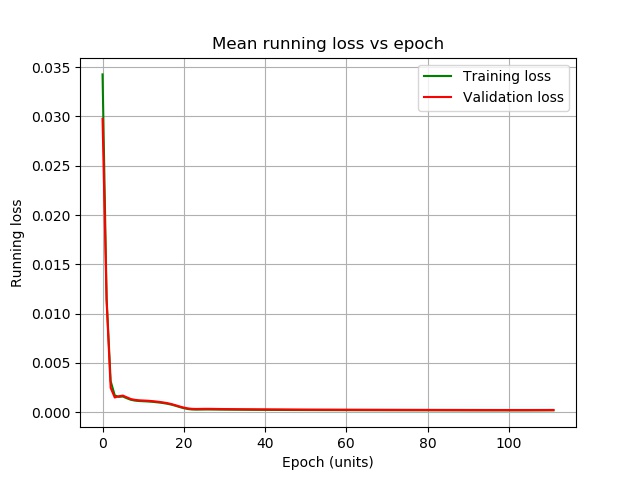 Mean running loss vs epoch
Training loss
Validation loss
0.035
0.030
0.025
0.020
0.015
0.010
0.005
0.000
Running loss
0 20 40 60 80 100
Epoch (units)